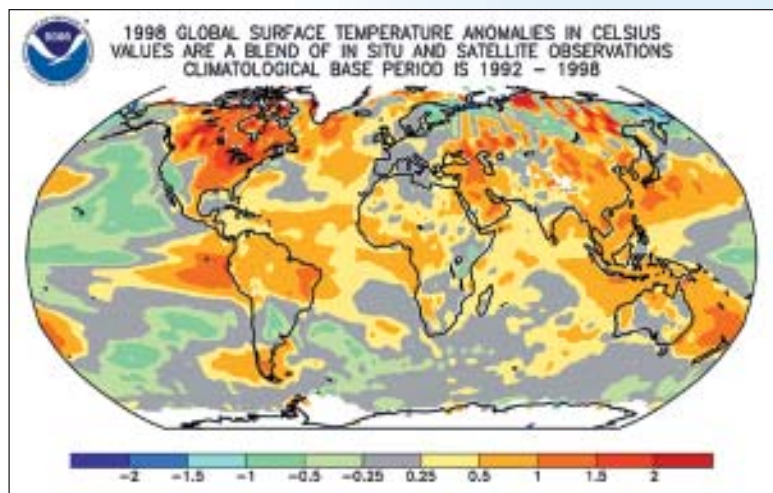 NOAA
1998 GLOBAL SURFACE TEMPERATURE ANOMALIES IN CELSIUS
VALUES ARE A BLEND OF IN SITU AND SATELLITE OBSERVATIONS
CLIMATOLOGICAL BASE PERIOD IS 1992 – 1998
−2 −1.5 −1 −0.5 −0.25 0.25 0.5 1 1.5 2